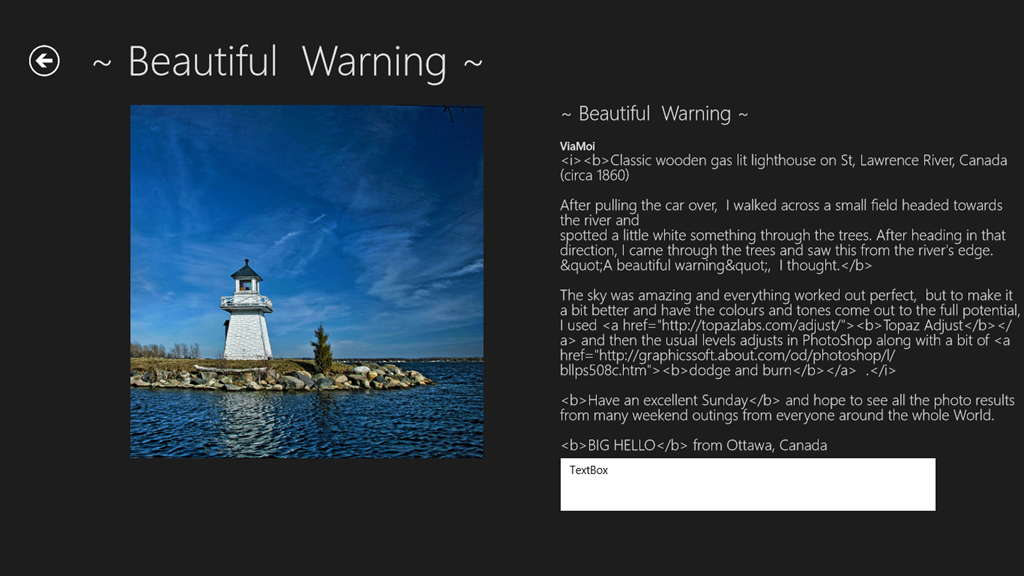 ~ Beautiful  Warning ~
~ Beautiful  Warning ~
ViaMoi
<i><b>Classic wooden gas lit lighthouse on St, Lawrence River, Canada
(circa 1860)
After pulling the car over,  I walked across a small field headed towards
the river and
spotted a little white something through the trees. After heading in that
direction, I came through the trees and saw this from the river's edge.
&quot;A beautiful warning&quot;,  I thought.</b>
The sky was amazing and everything worked out perfect,  but to make it
a bit better and have the colours and tones come out to the full potential,
I used <a href="http://topazlabs.com/adjust/"><b>Topaz Adjust</b></
a> and then the usual levels adjusts in PhotoShop along with a bit of <a
href="http://graphicssoft.about.com/od/photoshop/l/
bllps508c.htm"><b>dodge and burn</b></a>  .</i>
<b>Have an excellent Sunday</b> and hope to see all the photo results
from many weekend outings from everyone around the whole World.
<b>BIG HELLO</b> from Ottawa, Canada
TextBox